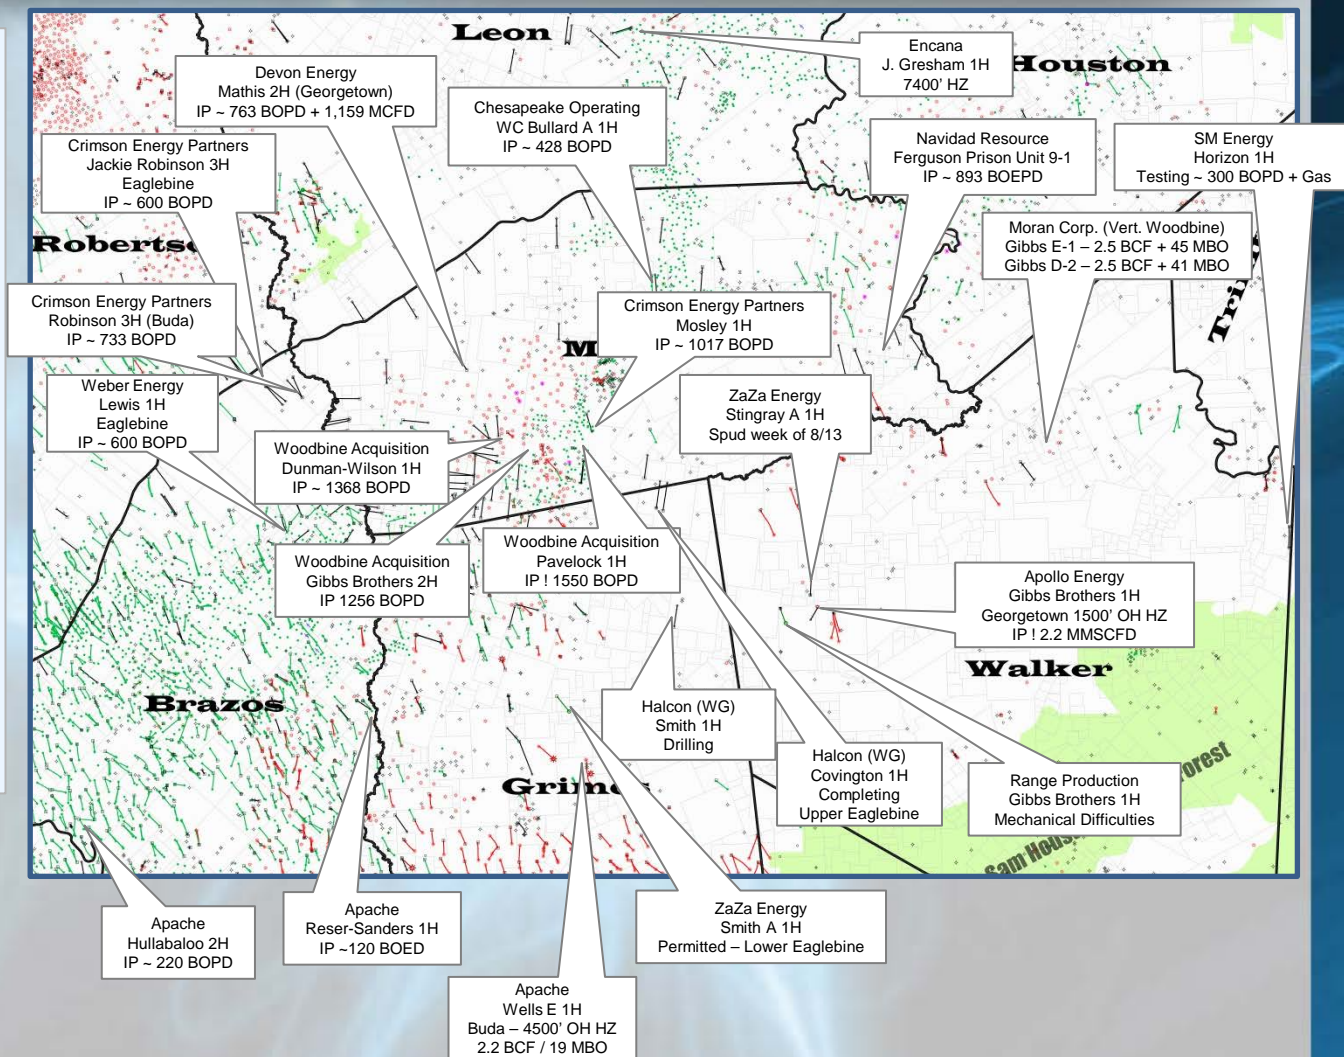 Leon
Houston
Encana
J. Gresham 1H
7400' HZ
Devon Energy
Mathis 2H (Georgetown)
IP ~ 763 BOPD + 1,159 MCFD
Chesapeake Operating
WC Bullard A 1H
IP ~ 428 BOPD
Navidad Resource
Ferguson Prison Unit 9-1
IP ~ 893 BOEPD
SM Energy
Horizon 1H
Testing ~ 300 BOPD + Gas
Crimson Energy Partners
Jackie Robinson 3H
Eaglebine
IP ~ 600 BOPD
Robertso
Moran Corp. (Vert. Woodbine)
Gibbs E-1 – 2.5 BCF + 45 MBO
Gibbs D-2 – 2.5 BCF + 41 MBO
Tri
Crimson Energy Partners
Robinson 3H (Buda)
IP ~ 733 BOPD
Crimson Energy Partners
Mosley 1H
IP ~ 1017 BOPD
M
Weber Energy
Lewis 1H
Eaglebine
IP ~ 600 BOPD
ZaZa Energy
Stingray A 1H
Spud week of 8/13
Woodbine Acquisition
Dunman-Wilson 1H
IP ~ 1368 BOPD
Woodbine Acquisition
Gibbs Brothers 2H
IP 1256 BOPD
Woodbine Acquisition
Pavelock 1H
IP ! 1550 BOPD
Apollo Energy
Gibbs Brothers 1H
Georgetown 1500' OH HZ
IP ! 2.2 MMSCFD
Walker
Brazos
Halcon (WG)
Smith 1H
Drilling
Halcon (WG)
Covington 1H
Completing
Upper Eaglebine
Range Production
Gibbs Brothers 1H
Mechanical Difficulties
Grimes
Sam Hous
orest
Apache
Hullabaloo 2H
IP ~ 220 BOPD
Apache
Reser-Sanders 1H
IP ~120 BOED
ZaZa Energy
Smith A 1H
Permitted – Lower Eaglebine
Apache
Wells E 1H
Buda – 4500' OH HZ
2.2 BCF / 19 MBO